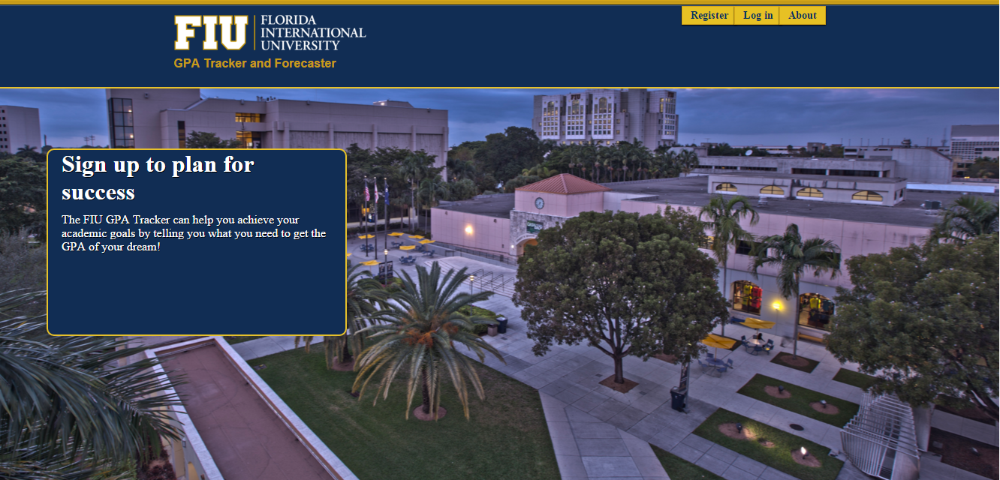 Register Log in About
FIU
FLORIDA
INTERNATIONAL
UNIVERSITY
GPA Tracker and Forecaster
Sign up to plan for
success
The FIU GPA Tracker can help you achieve your
academic goals by telling you what you need to get the
GPA of your dream!